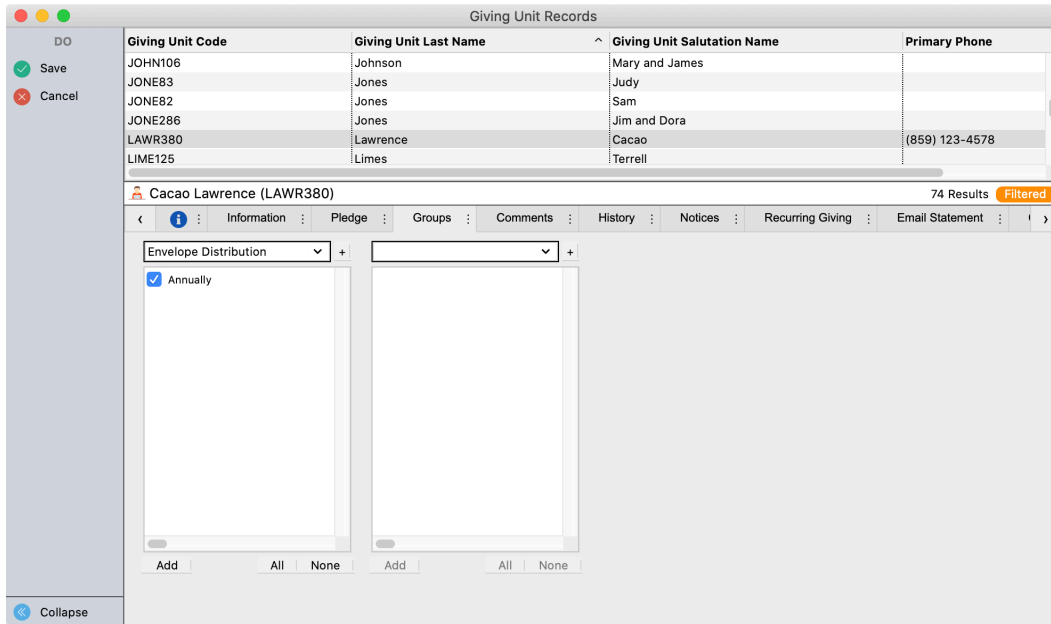 Giving Unit Records
DO
Save
Cancel
Collapse
Giving Unit Code Giving Unit Last Name Giving Unit Salutation Name Primary Phone
JOHN106 Johnson Mary and James
JONE83 Jones Judy
JONE82 Jones Sam
JONE286 Jones Jim and Dora
LAWR380 Lawrence Cacao (859) 123-4578
LIME125 Limes Terrell
Cacao Lawrence (LAWR380) 74 Results Filtered
Information Pledge Groups Comments History Notices Recurring Giving Email Statement
Envelope Distribution + +
Annually
Add All None Add All None